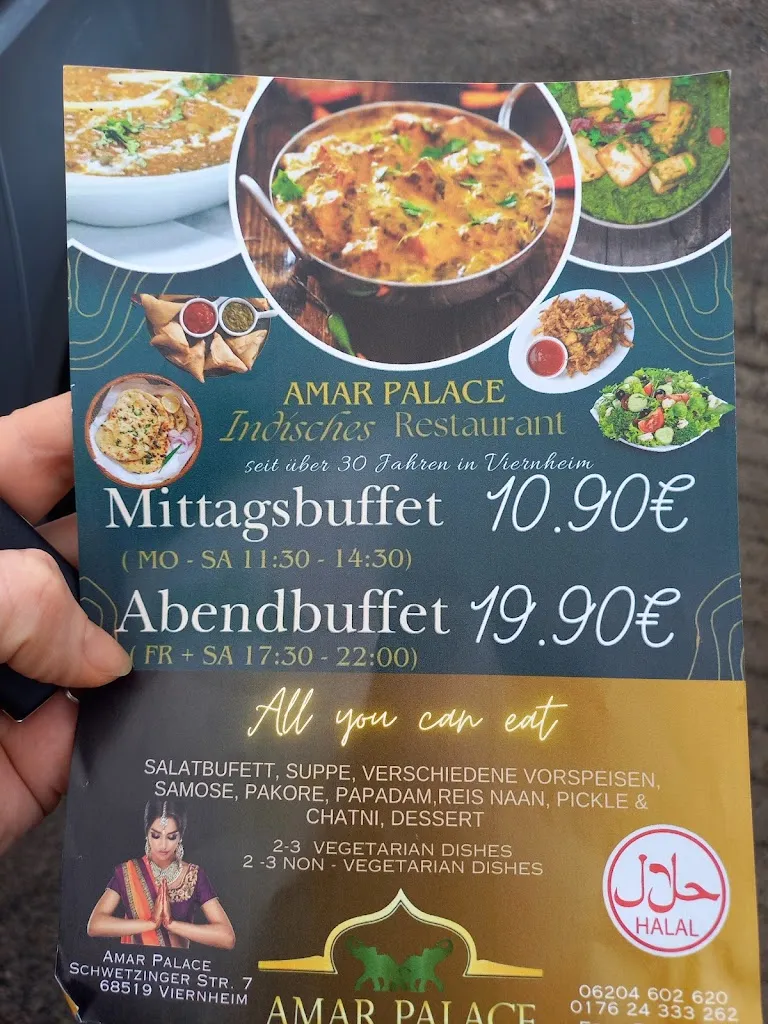 AMAR PALACE
Indisches Restaurant
seit über 30 Jahren in Viernheim
Mittagsbuffet 10.90€
( MO - SA 11:30 - 14:30)
Abendbuffet 19.90€
( FR + SA 17:30 - 22:00)
All you can eat
SALATBUFETT, SUPPE, VERSCHIEDENE VORSPEISEN,
SAMOSE, PAKORE, PAPADAM,REIS NAAN, PICKLE &
CHATNI, DESSERT
2-3 VEGETARIAN DISHES
2 -3 NON - VEGETARIAN DISHES
حلال
HALAL
AMAR PALACE
SCHWETZINGER STR. 7
68519 VIERNHEIM
AMAR PALACE
06204 602 620
0176 24 333 262